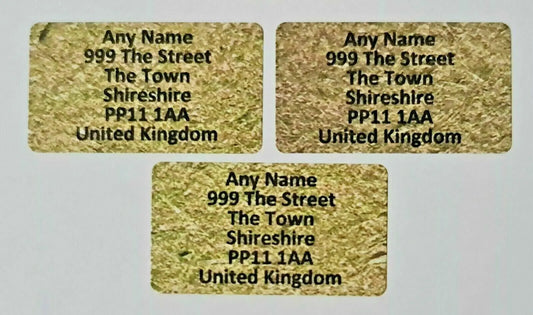 Any Name
999 The Street
The Town
Shireshire
PP11 1AA
United Kingdom
Any Name
999 The Street
The Town
Shireshire
PP11 1AA
United Kingdom
Any Name
999 The Street
The Town
Shireshire
PP11 1AA
United Kingdom